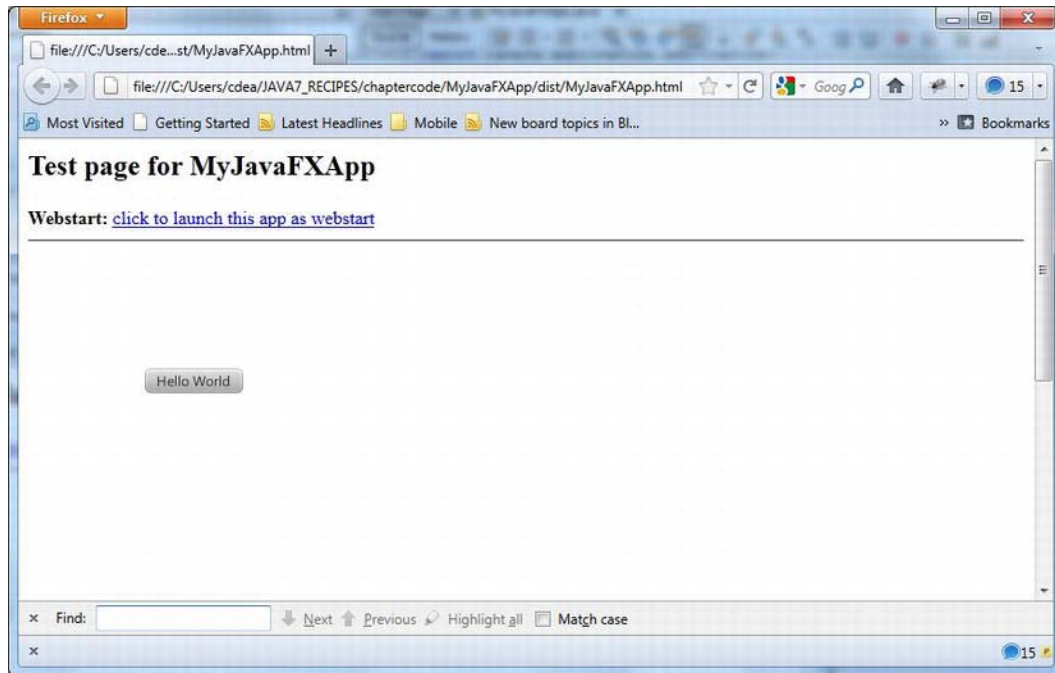 Firefox
file:///C:/Users/cde...st/MyJavaFXApp.html
file:///C:/Users/cdea/JAVA7_RECIPES/chaptercode/MyJavaFXApp/dist/MyJavaFXApp.html Goog 15
Most Visited Getting Started Latest Headlines Mobile New board topics in Bl... » Bookmarks
Test page for MyJavaFXApp
Webstart: click to launch this app as webstart
Hello World
× Find: Next Previous Highlight all Match case
× 15